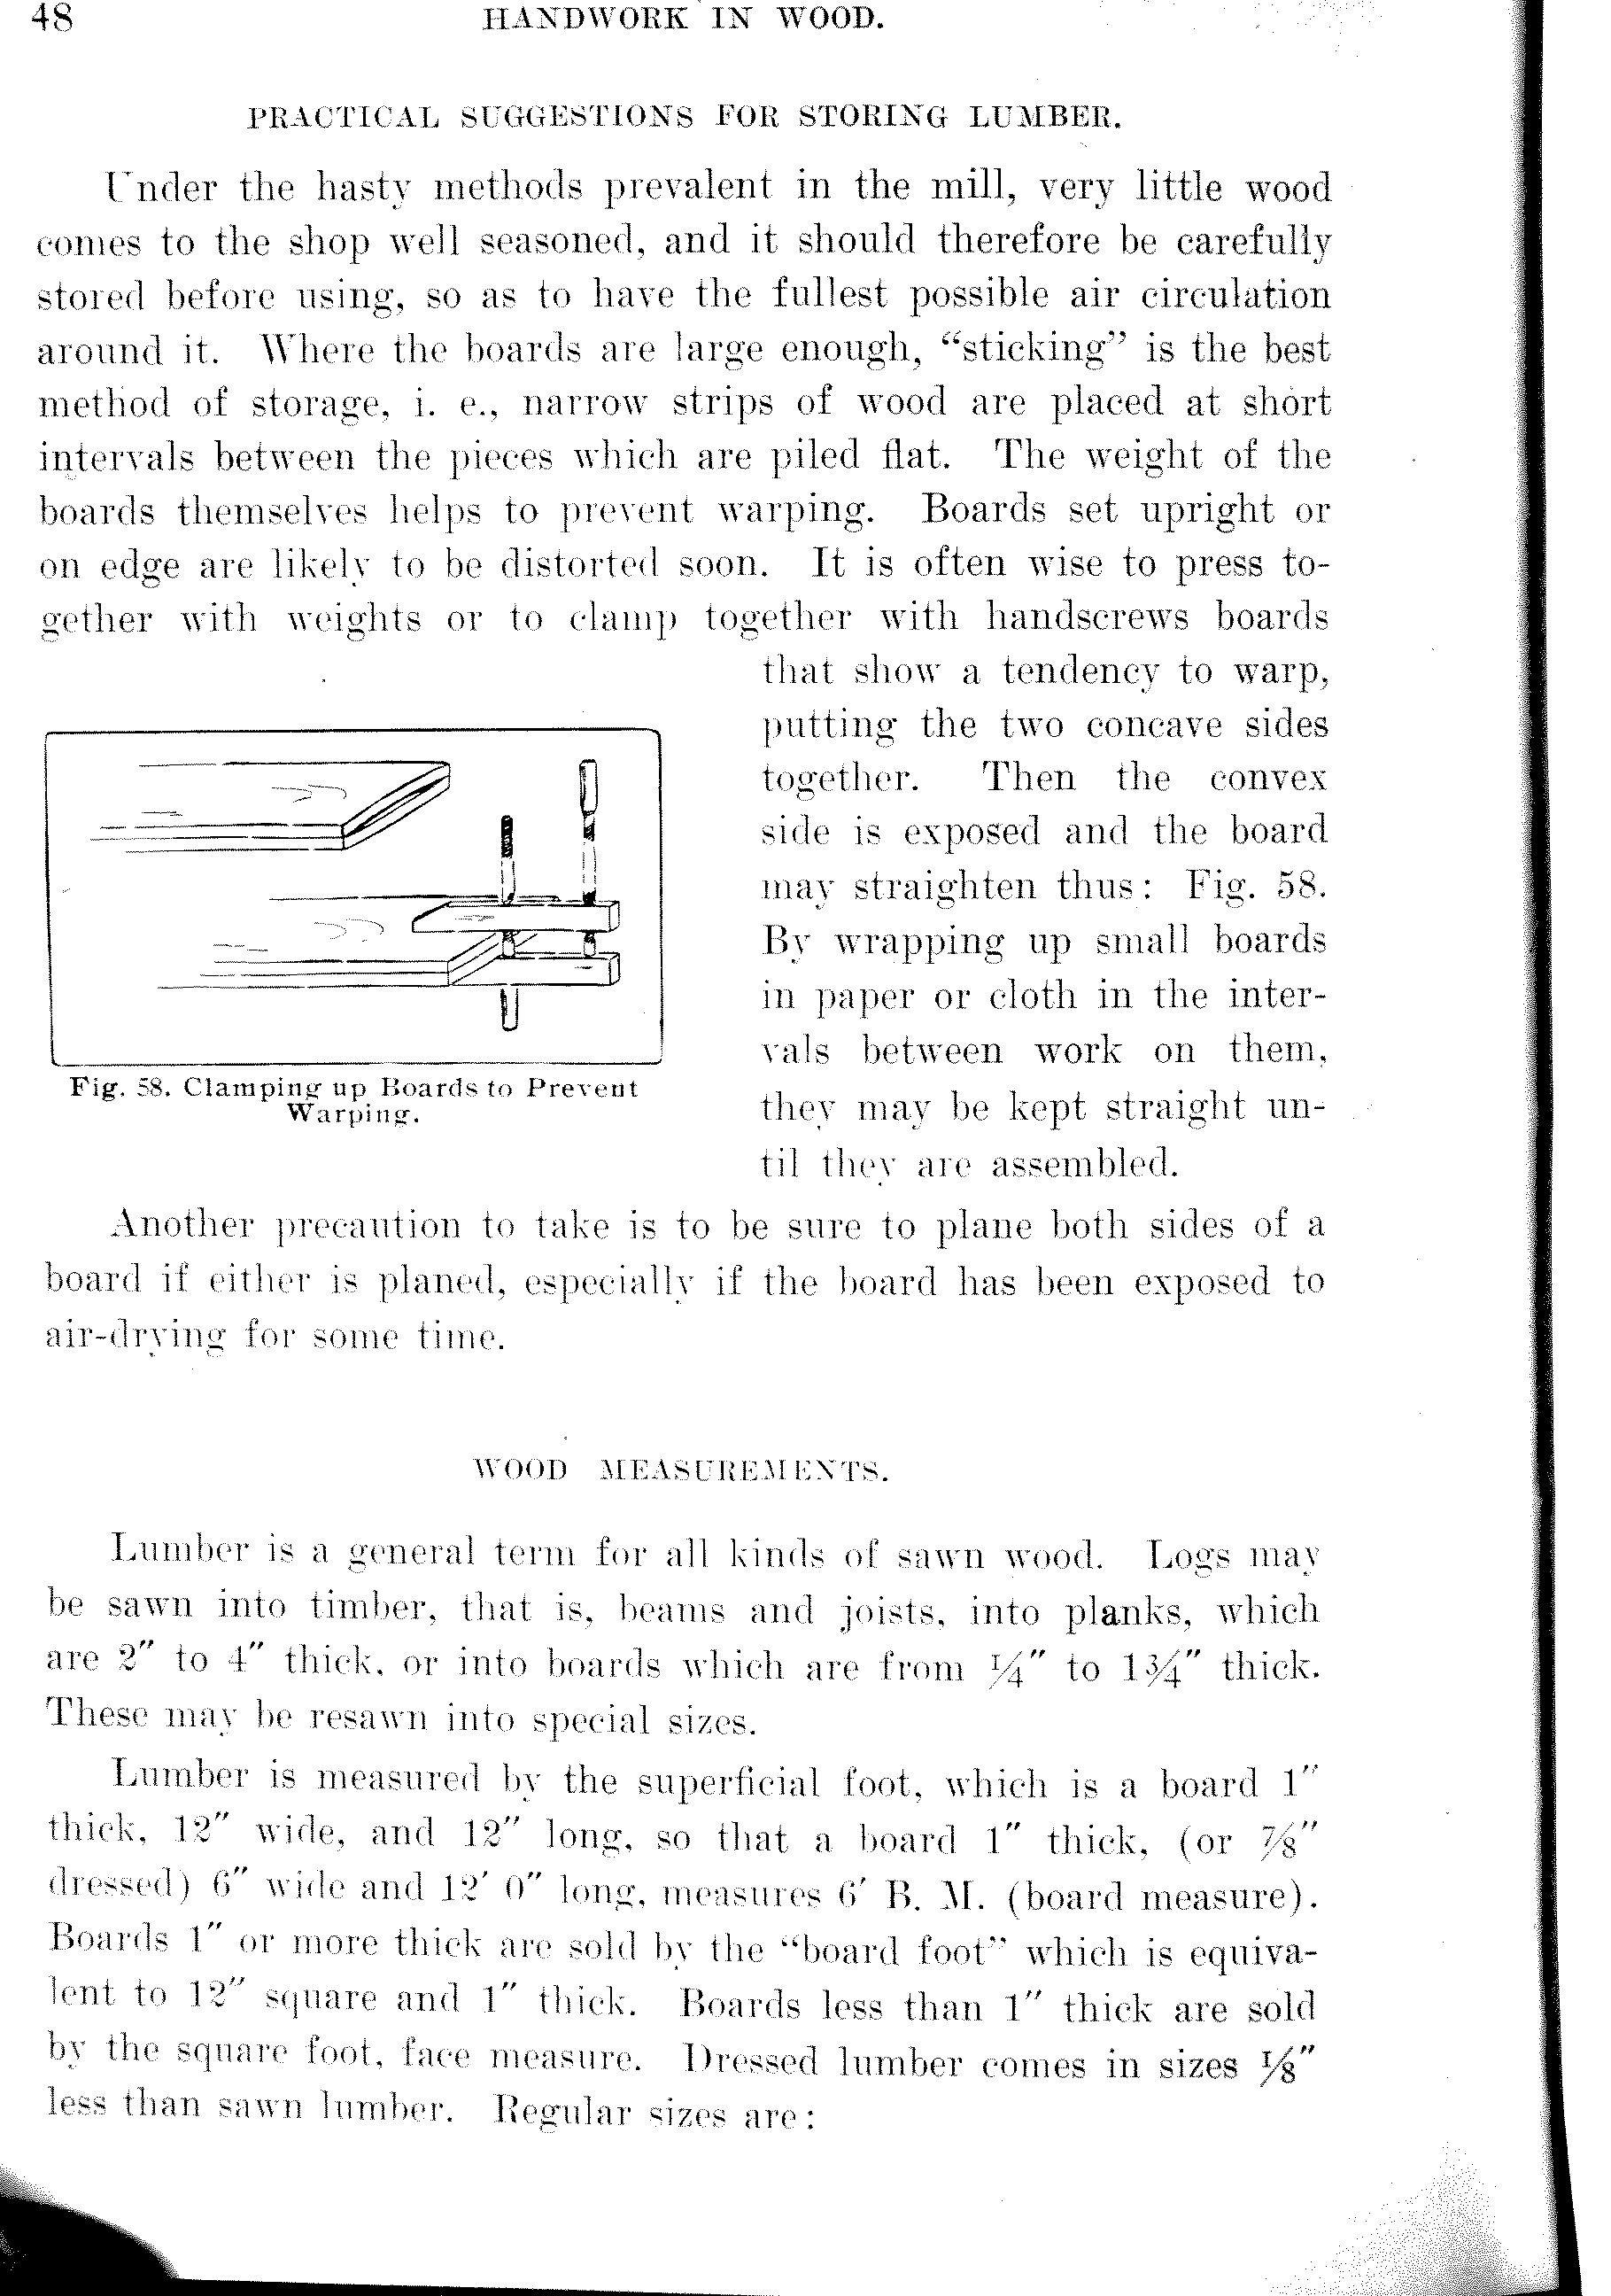 48 HANDWORK IN WOOD.
PRACTICAL SUGGESTIONS FOR STORING LUMBER.
Under the hasty methods prevalent in the mill, very little wood
comes to the shop well seasoned, and it should therefore be carefully
stored before using, so as to have the fullest possible air circulation
around it. Where the boards are large enough, “sticking” is the best
method of storage, i. e., narrow strips of wood are placed at short
intervals between the pieces which are piled flat. The weight of the
boards themselves helps to prevent warping. Boards set upright or
on edge are likely to be distorted soon. It is often wise to press to-
gether with weights or to clamp together with handscrews boards
that show a tendency to warp,
putting the two concave sides
together. Then the convex
side is exposed and the board
may straighten thus: Fig. 58.
By wrapping up small boards
in paper or cloth in the inter-
vals between work on them,
they may be kept straight un-
til they are assembled.
Fig. 58. Clamping up Boards to Prevent
Warping.
Another precaution to take is to be sure to plane both sides of a
board if either is planed, especially if the board has been exposed to
air-drying for some time.
WOOD MEASUREMENTS.
Lumber is a general term for all kinds of sawn wood. Logs may
be sawn into timber, that is, beams and joists, into planks, which
are 2″ to 4″ thick, or into boards which are from ¼″ to 1¾″ thick.
These may be resawn into special sizes.
Lumber is measured by the superficial foot, which is a board 1″
thick, 12″ wide, and 12″ long, so that a board 1″ thick, (or ⅞″
dressed) 6″ wide and 12′ 0″ long, measures 6′ B. M. (board measure).
Boards 1″ or more thick are sold by the “board foot” which is equiva-
lent to 12″ square and 1″ thick. Boards less than 1″ thick are sold
by the square foot, face measure. Dressed lumber comes in sizes ⅛″
less than sawn lumber. Regular sizes are: